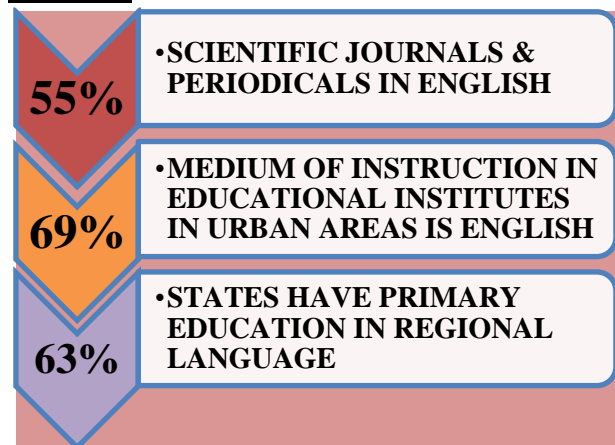 55%
•SCIENTIFIC JOURNALS &
PERIODICALS IN ENGLISH
69%
•MEDIUM OF INSTRUCTION IN
EDUCATIONAL INSTITUTES
IN URBAN AREAS IS ENGLISH
63%
•STATES HAVE PRIMARY
EDUCATION IN REGIONAL
LANGUAGE